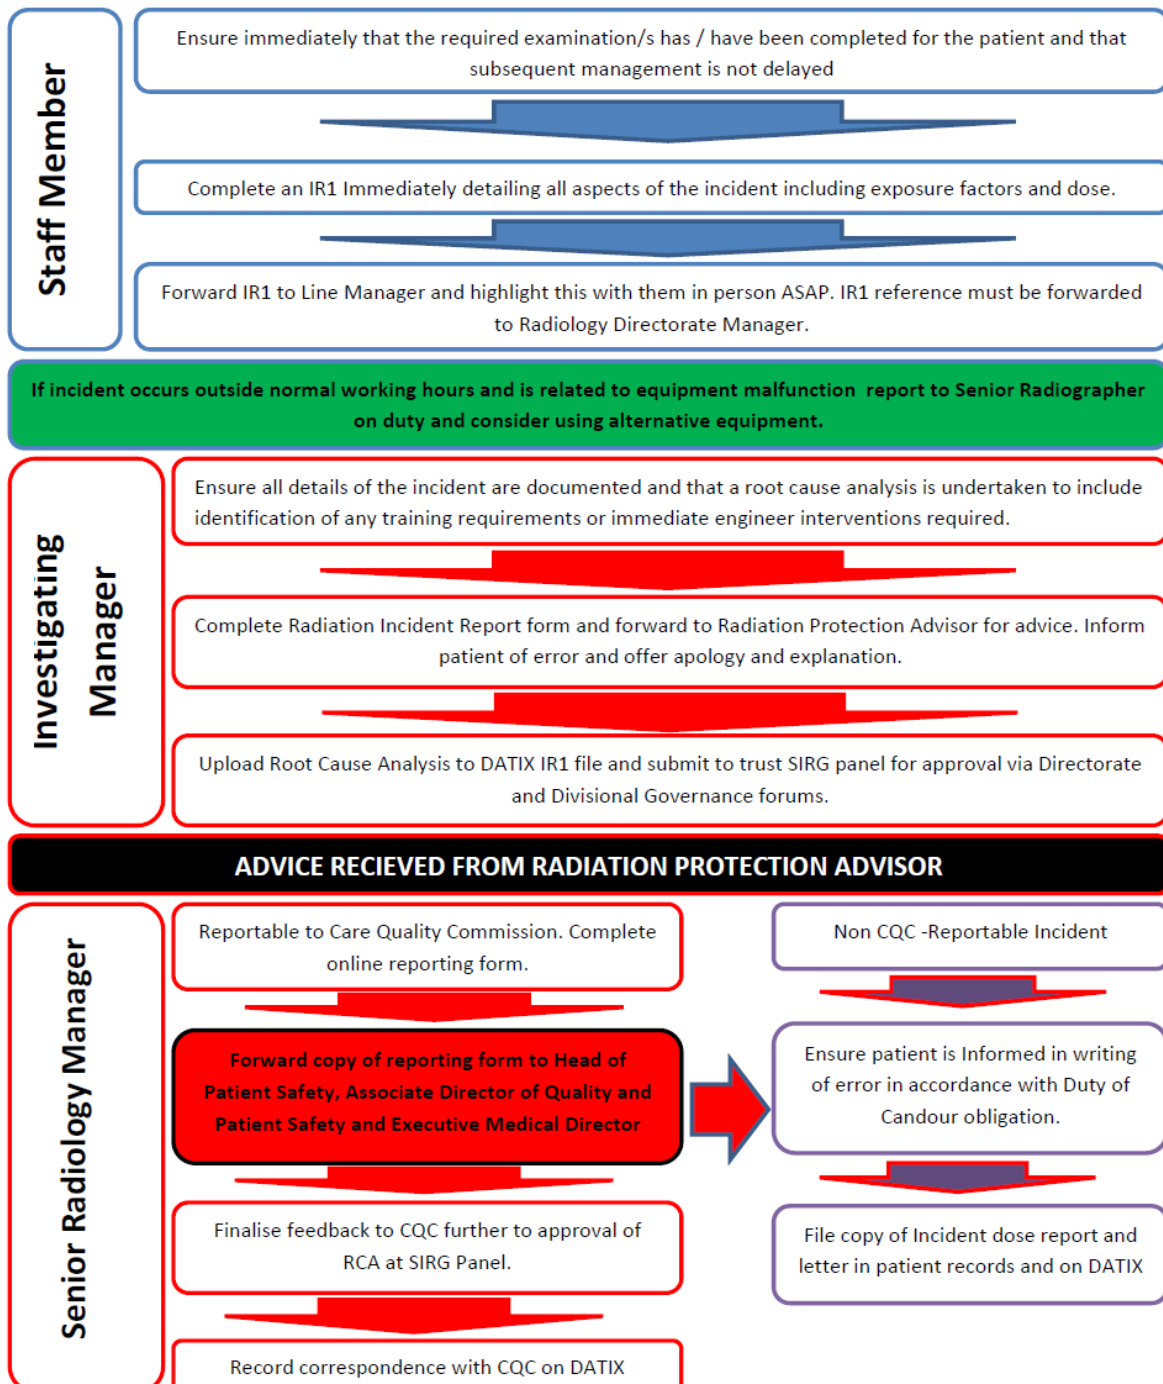 Staff Member
Ensure immediately that the required examination/s has / have been completed for the patient and that
subsequent management is not delayed
Complete an IR1 Immediately detailing all aspects of the incident including exposure factors and dose.
Forward IR1 to Line Manager and highlight this with them in person ASAP. IR1 reference must be forwarded
to Radiology Directorate Manager.
If incident occurs outside normal working hours and is related to equipment malfunction report to Senior Radiographer
on duty and consider using alternative equipment.
Investigating
Manager
Ensure all details of the incident are documented and that a root cause analysis is undertaken to include
identification of any training requirements or immediate engineer interventions required.
Complete Radiation Incident Report form and forward to Radiation Protection Advisor for advice. Inform
patient of error and offer apology and explanation.
Upload Root Cause Analysis to DATIX IR1 file and submit to trust SIRG panel for approval via Directorate
and Divisional Governance forums.
ADVICE RECIEVED FROM RADIATION PROTECTION ADVISOR
Senior Radiology Manager
Reportable to Care Quality Commission. Complete
online reporting form.
Forward copy of reporting form to Head of
Patient Safety, Associate Director of Quality and
Patient Safety and Executive Medical Director
Finalise feedback to CQC further to approval of
RCA at SIRG Panel.
Record correspondence with CQC on DATIX
Non CQC -Reportable Incident
Ensure patient is Informed in writing
of error in accordance with Duty of
Candour obligation.
File copy of Incident dose report and
letter in patient records and on DATIX